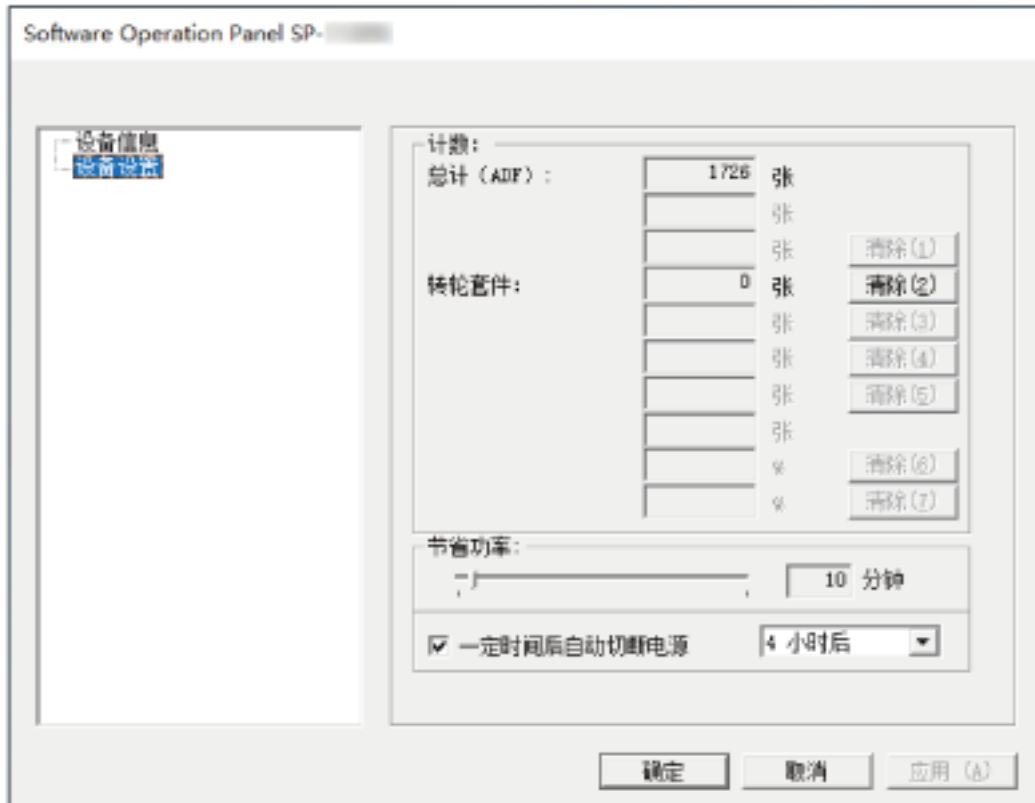 Software Operation Panel SP-
设备信息
设备设置
计数:
总计（ADF）: 1726 张
张
张 清除(1)
转轮套件: 0 张 清除(2)
张 清除(3)
张 清除(4)
张 清除(5)
张
% 清除(6)
% 清除(7)
节省功率:
10 分钟
一定时间后自动切断电源 4 小时后
确定 取消 应用 (A)